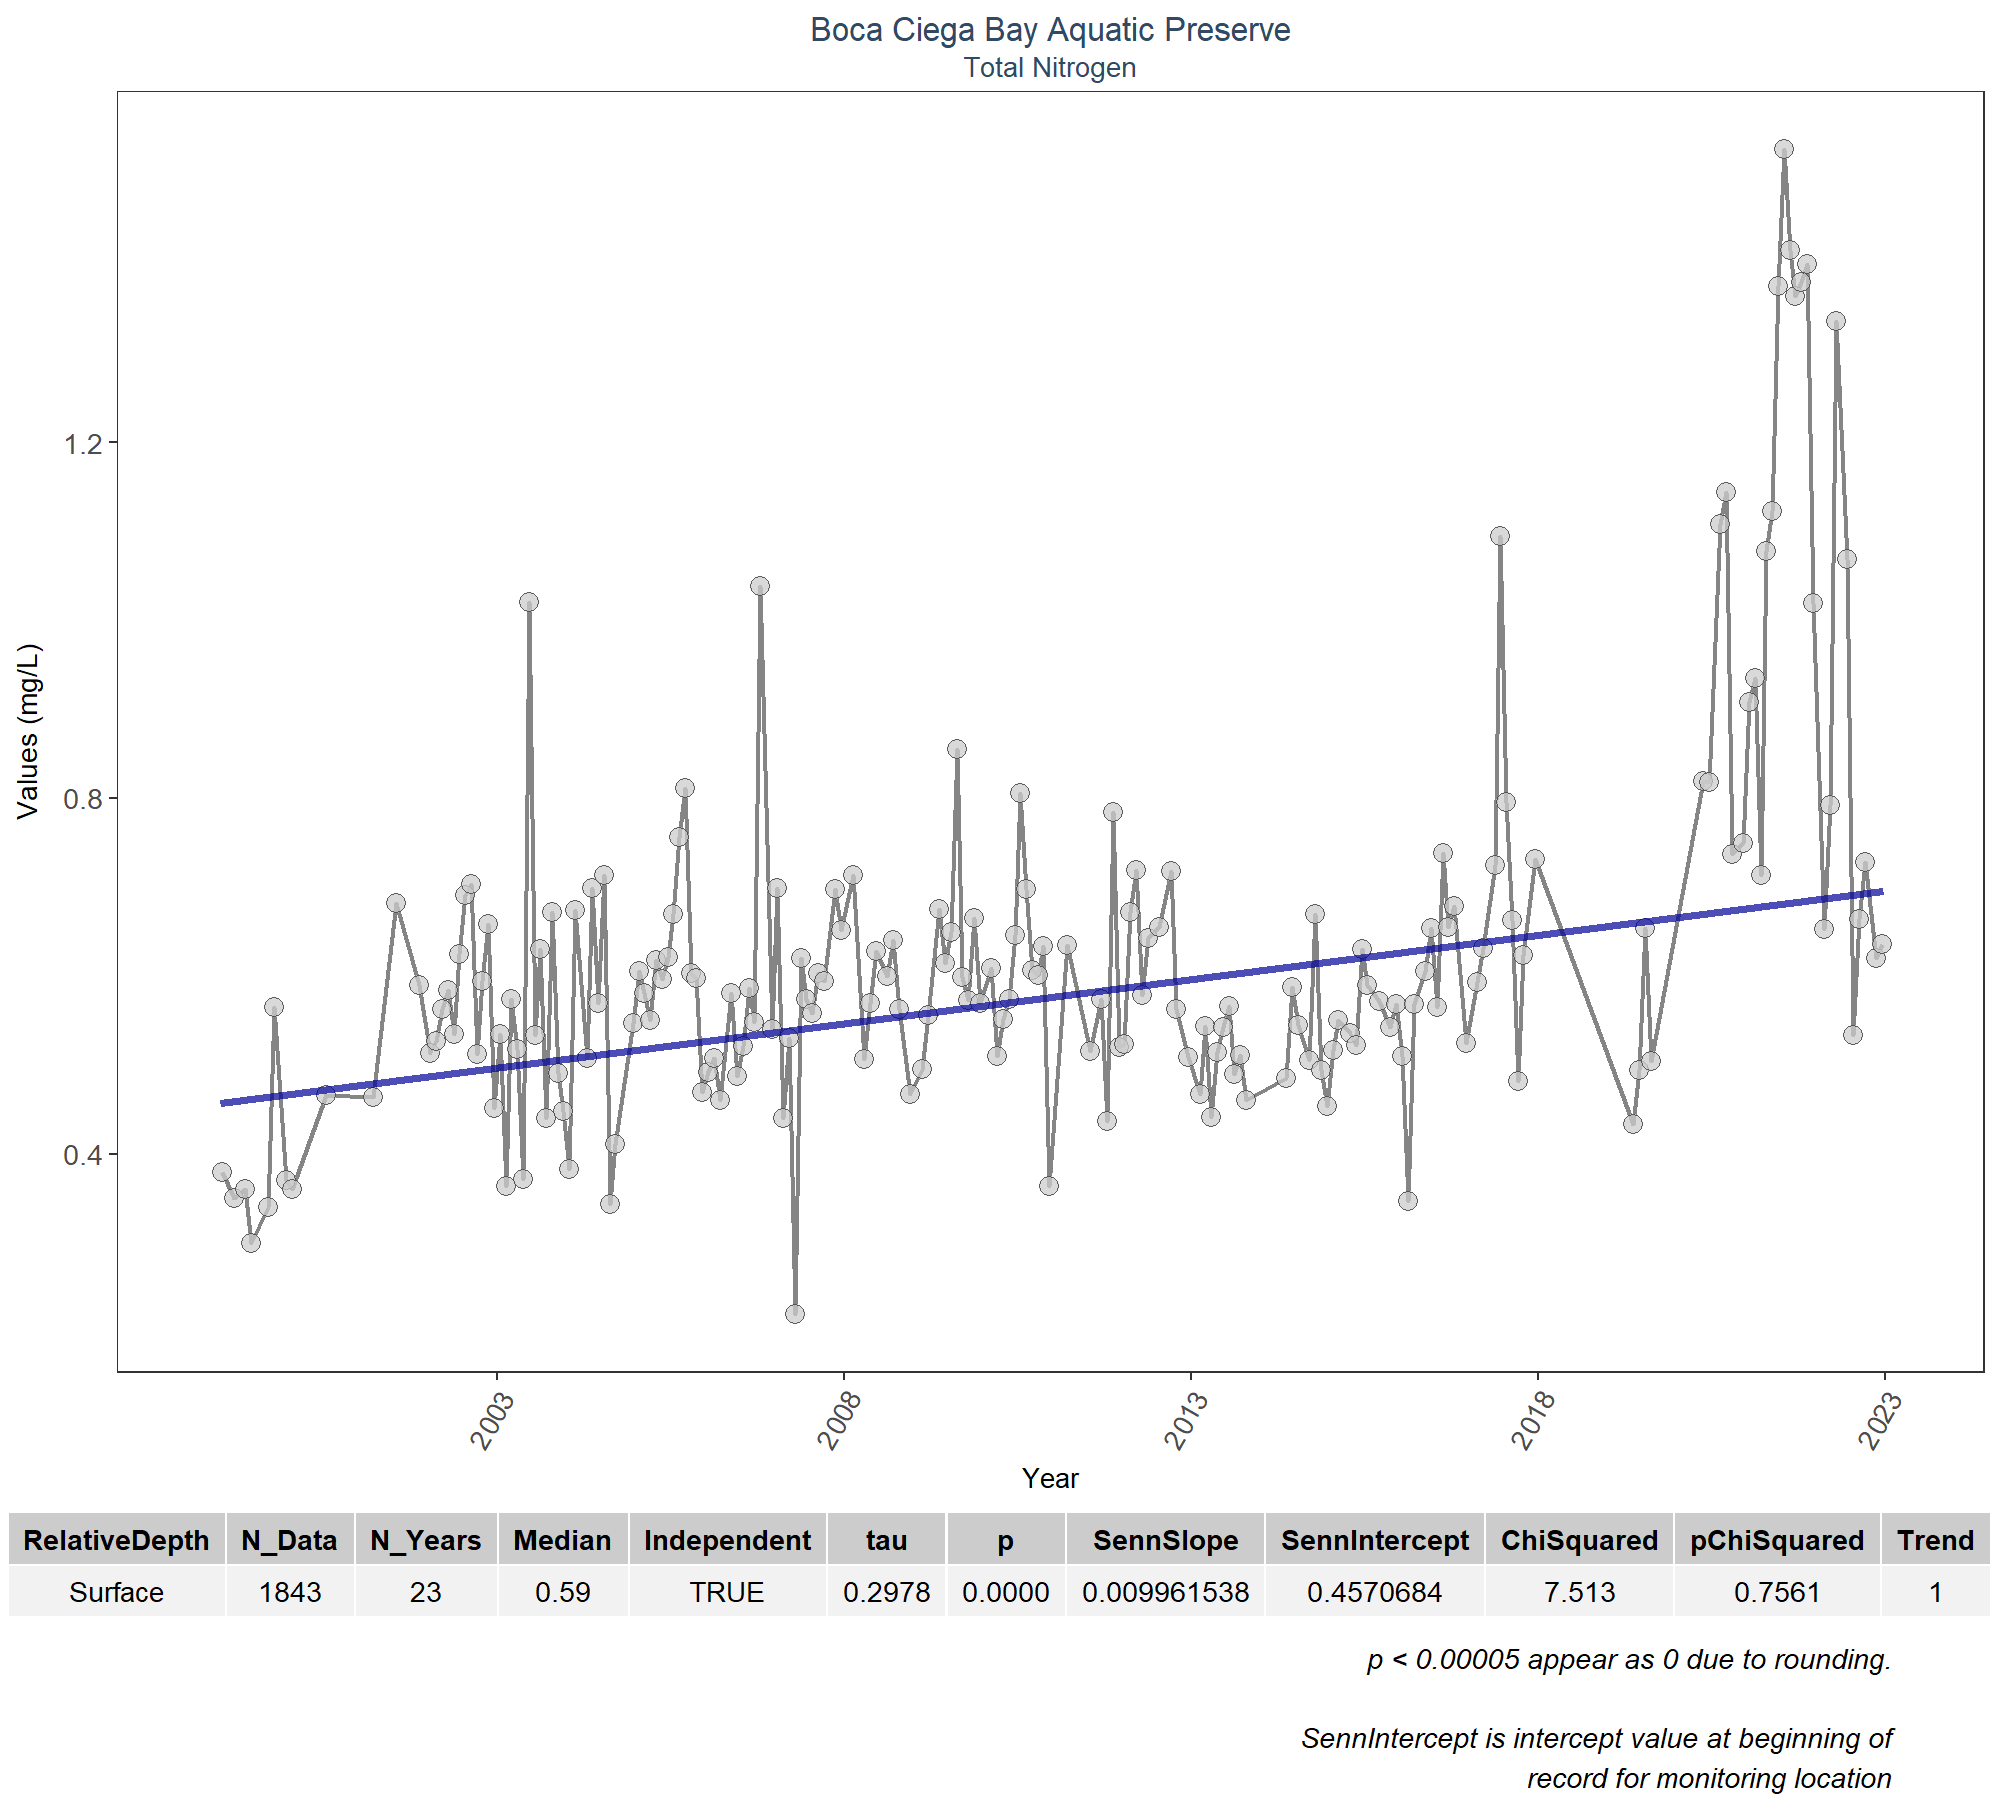 Boca Ciega Bay Aquatic Preserve
Total Nitrogen
Values (mg/L)
1.2
0.8
0.4
2003 2008 2013 2018 2023
Year
RelativeDepth N_Data N_Years Median Independent tau p SennSlope SennIntercept ChiSquared pChiSquared Trend
Surface 1843 23 0.59 TRUE 0.2978 0.0000 0.009961538 0.4570684 7.513 0.7561 1
p < 0.00005 appear as 0 due to rounding.
SennIntercept is intercept value at beginning of
record for monitoring location